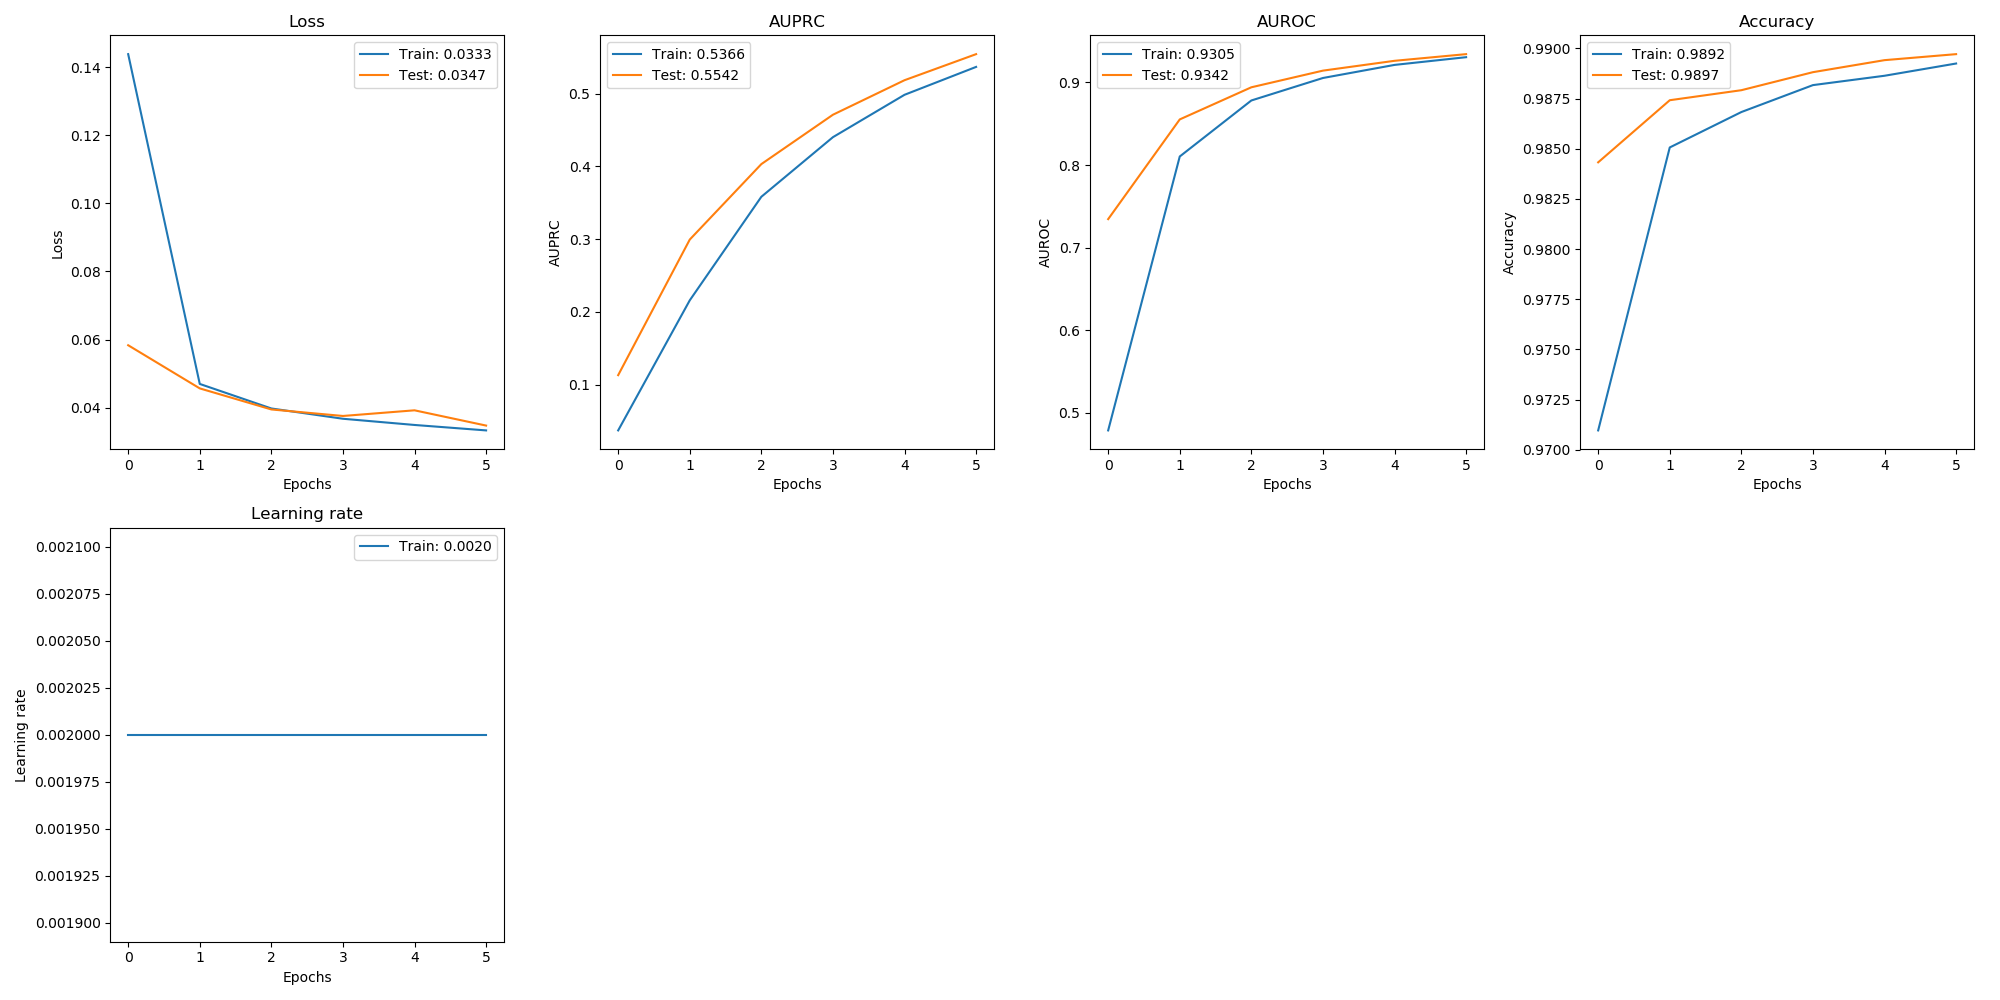 Loss
Train: 0.0333
Test: 0.0347
0.14
0.12
0.10
0.08
0.06
0.04
Loss
0 1 2 3 4 5
Epochs
AUPRC
Train: 0.5366
Test: 0.5542
0.5
0.4
0.3
0.2
0.1
AUPRC
0 1 2 3 4 5
Epochs
AUROC
Train: 0.9305
Test: 0.9342
0.9
0.8
0.7
0.6
0.5
AUROC
0 1 2 3 4 5
Epochs
Accuracy
Train: 0.9892
Test: 0.9897
0.9900
0.9875
0.9850
0.9825
0.9800
0.9775
0.9750
0.9725
0.9700
Accuracy
0 1 2 3 4 5
Epochs
Learning rate
Train: 0.0020
0.002100
0.002075
0.002050
0.002025
0.002000
0.001975
0.001950
0.001925
0.001900
Learning rate
0 1 2 3 4 5
Epochs